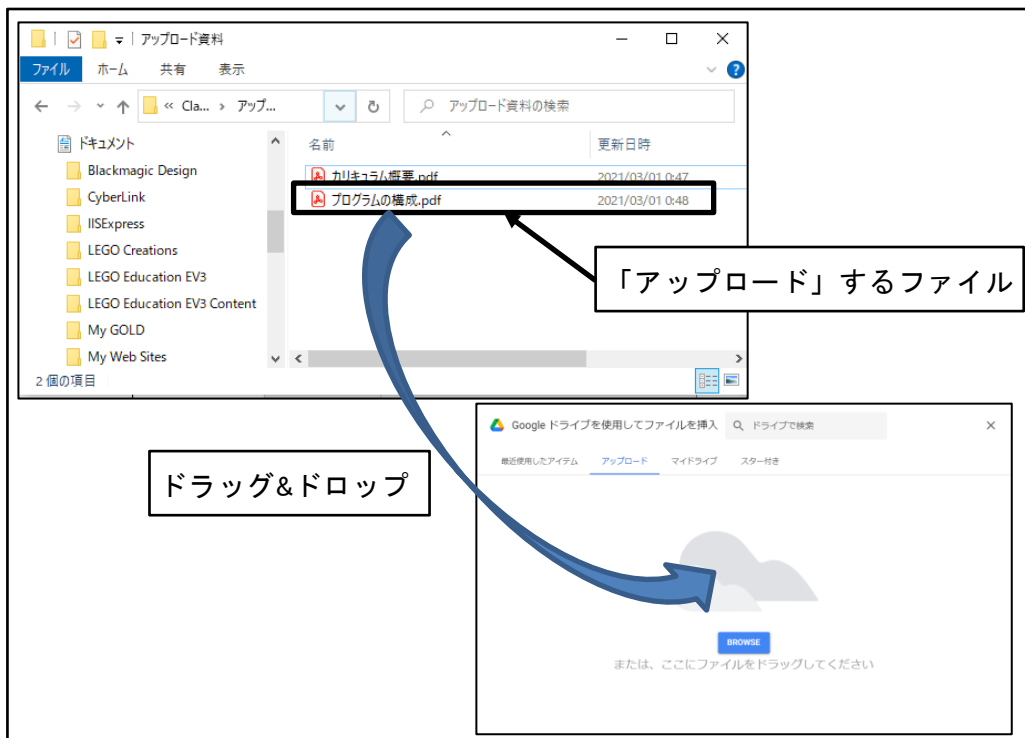 アップロード資料
ファイル ホーム 共有 表示
« Cla... › アップ... アップロード資料の検索
ドキュメント
Blackmagic Design
CyberLink
IISExpress
LEGO Creations
LEGO Education EV3
LEGO Education EV3 Content
My GOLD
My Web Sites
名前 更新日時
カリキュラム概要.pdf 2021/03/01 0:47
プログラムの構成.pdf 2021/03/01 0:48
2 個の項目
「アップロード」するファイル
ドラッグ&ドロップ
Google ドライブを使用してファイルを挿入 ドライブで検索
最近使用したアイテム アップロード マイドライブ スター付き
BROWSE
または、ここにファイルをドラッグしてください